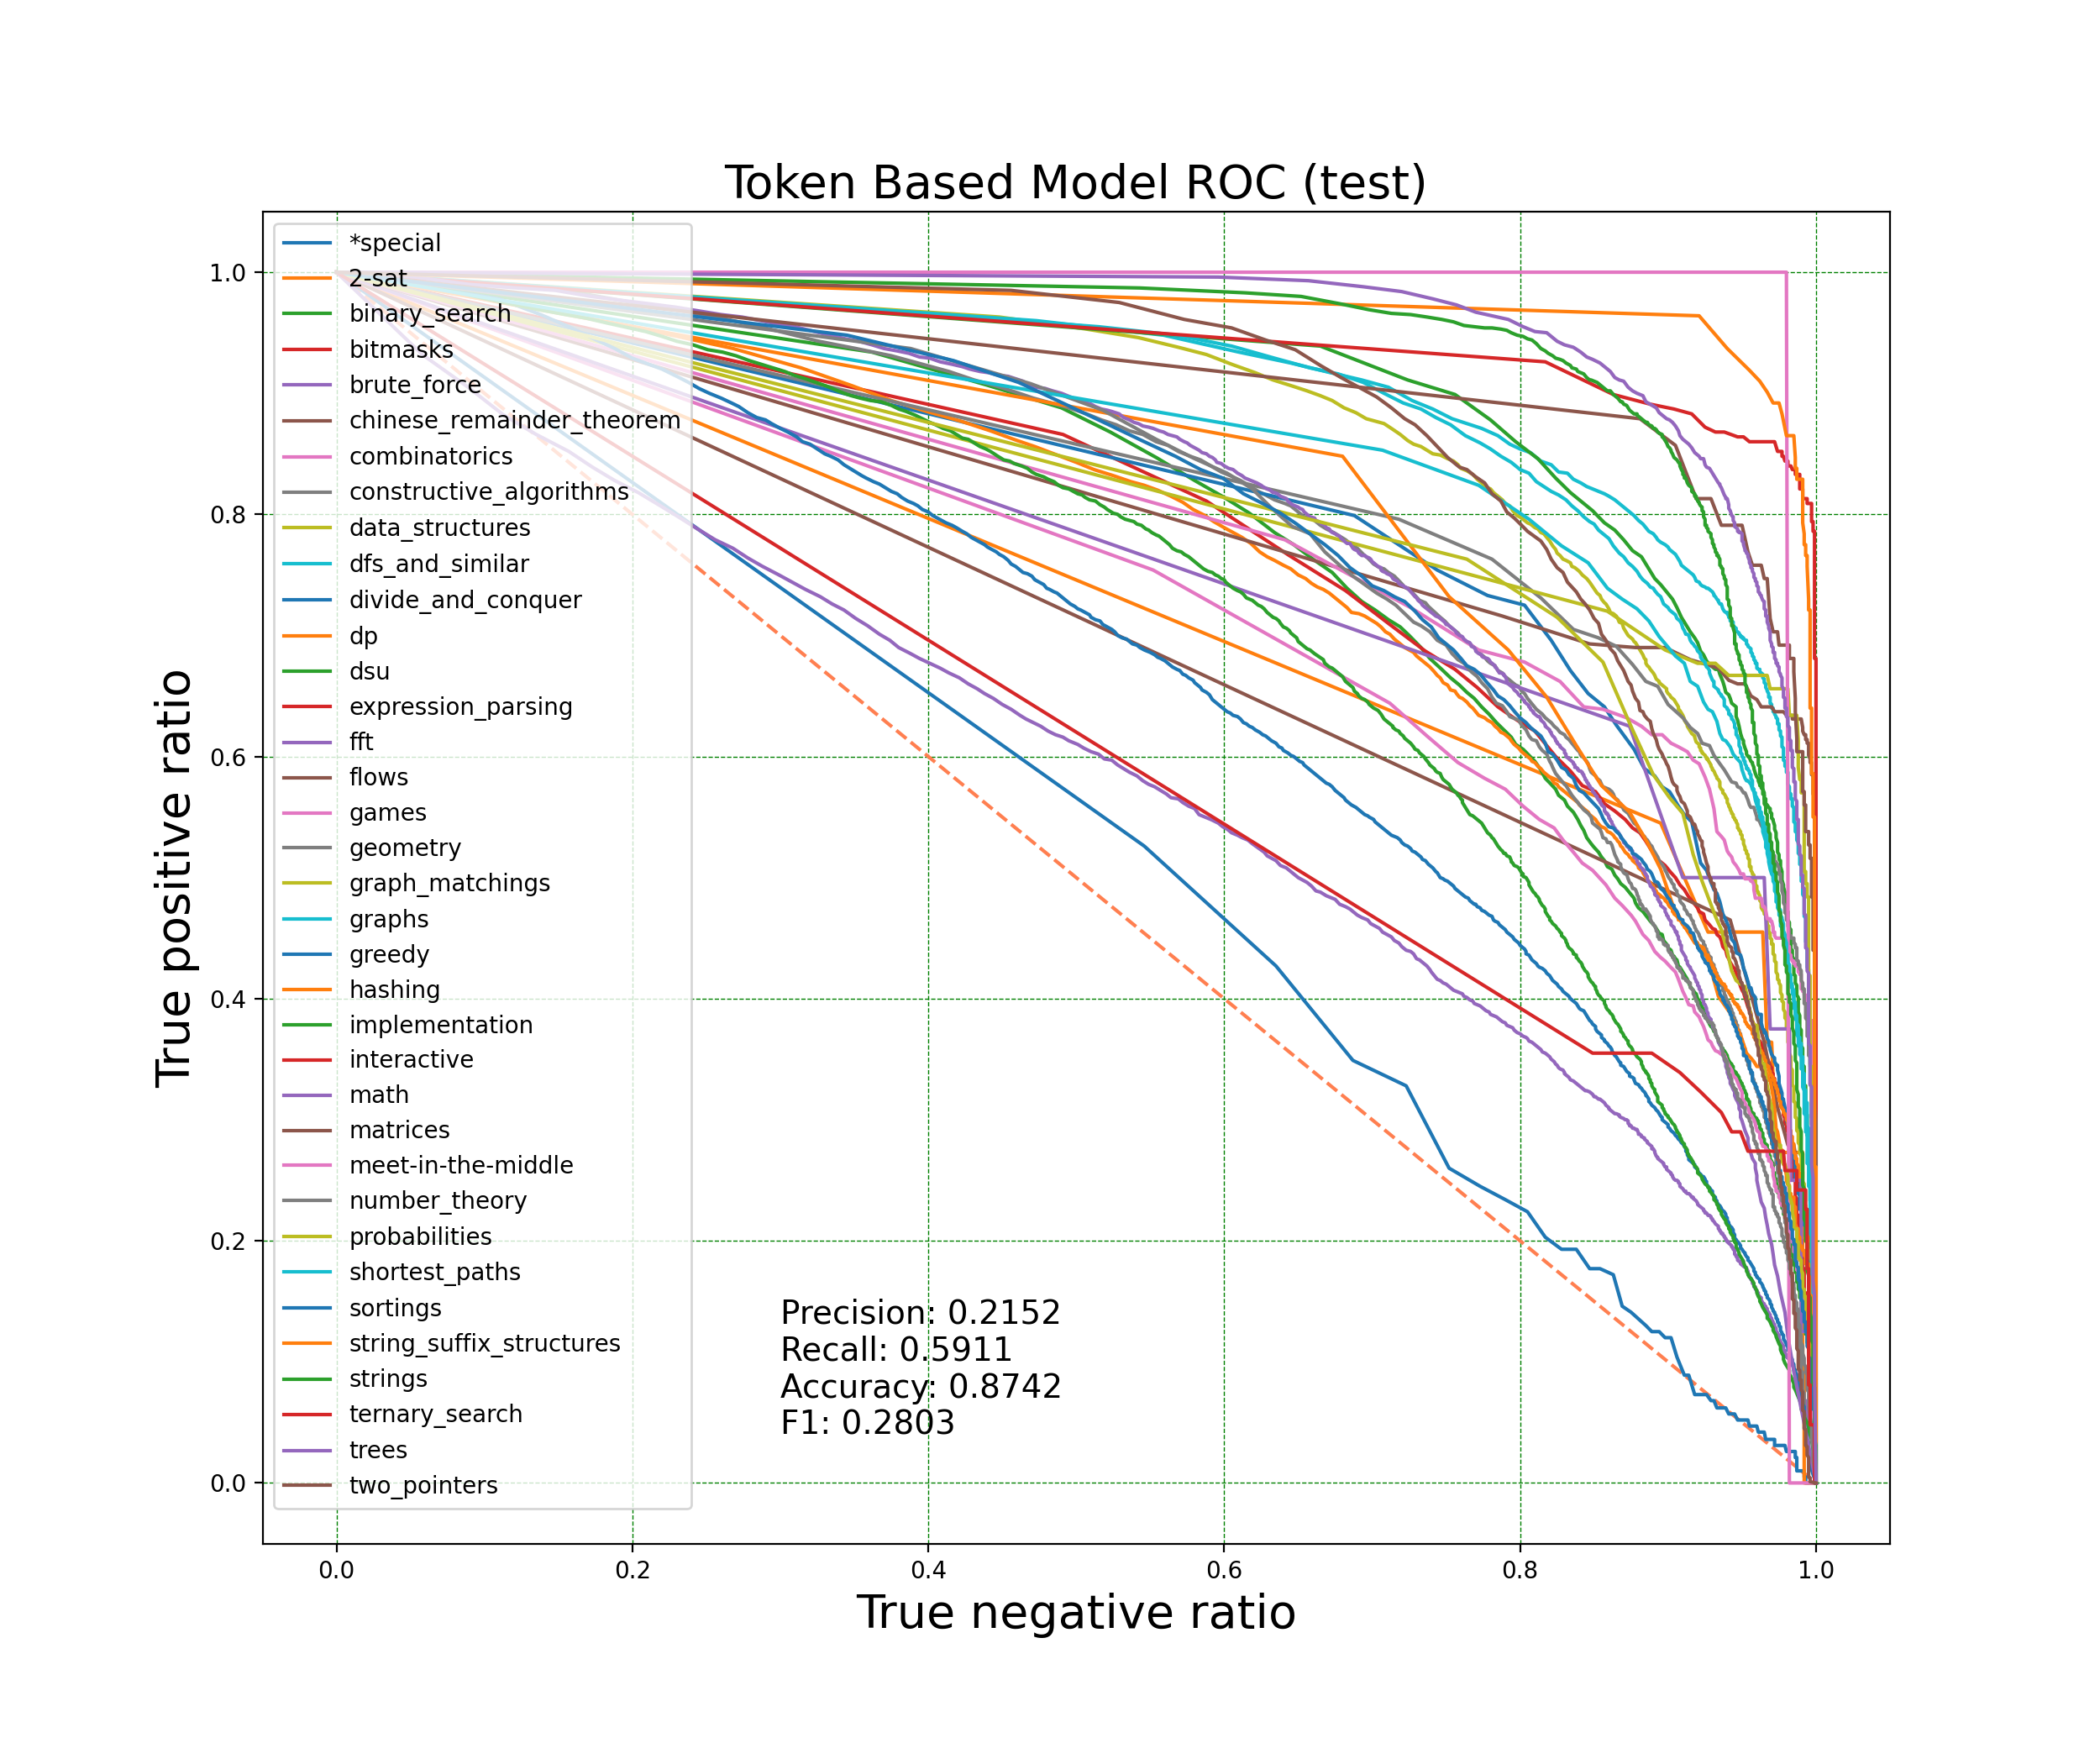 Token Based Model ROC (test)
True positive ratio
1.0
0.8
0.6
0.4
0.2
0.0
*special
2-sat
binary_search
bitmasks
brute_force
chinese_remainder_theorem
combinatorics
constructive_algorithms
data_structures
dfs_and_similar
divide_and_conquer
dp
dsu
expression_parsing
fft
flows
games
geometry
graph_matchings
graphs
greedy
hashing
implementation
interactive
math
matrices
meet-in-the-middle
number_theory
probabilities
shortest_paths
sortings
string_suffix_structures
strings
ternary_search
trees
two_pointers
Precision: 0.2152
Recall: 0.5911
Accuracy: 0.8742
F1: 0.2803
0.0 0.2 0.4 0.6 0.8 1.0
True negative ratio